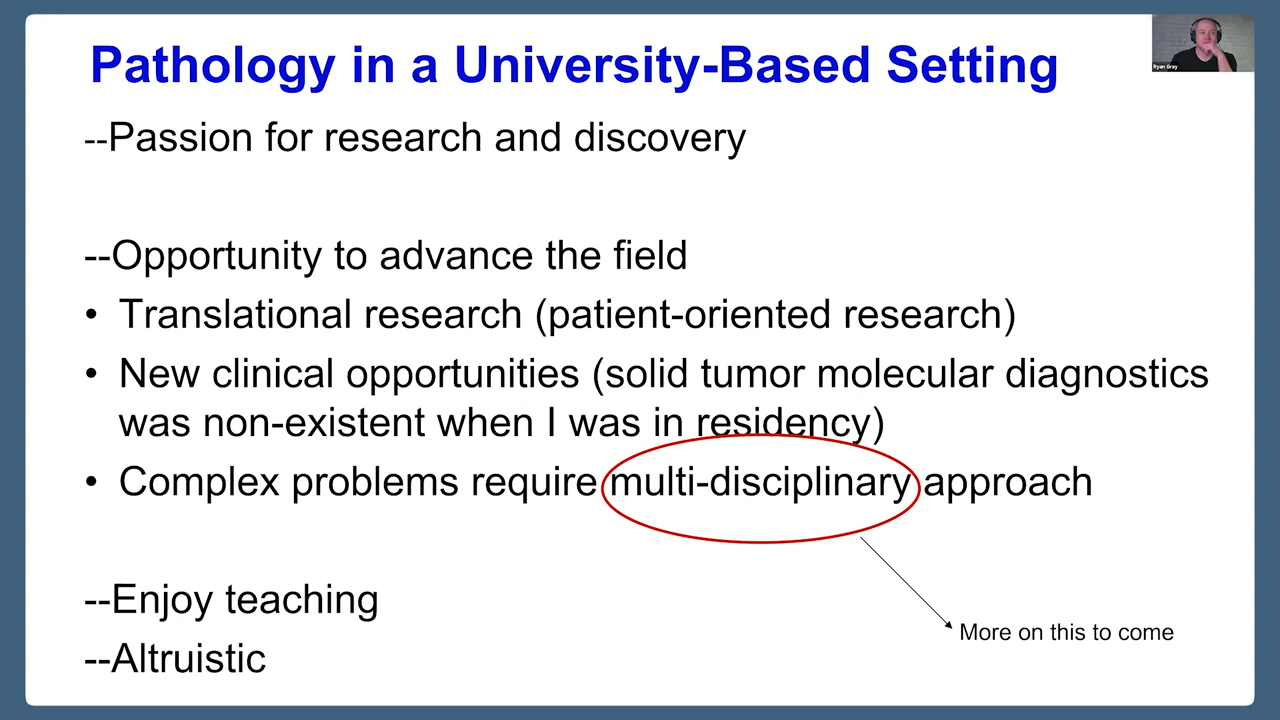 Pathology in a University-Based Setting
Ryan Gray
--Passion for research and discovery
--Opportunity to advance the field
• Translational research (patient-oriented research)
• New clinical opportunities (solid tumor molecular diagnostics
was non-existent when I was in residency)
• Complex problems require multi-disciplinary approach
--Enjoy teaching
More on this to come
--Altruistic